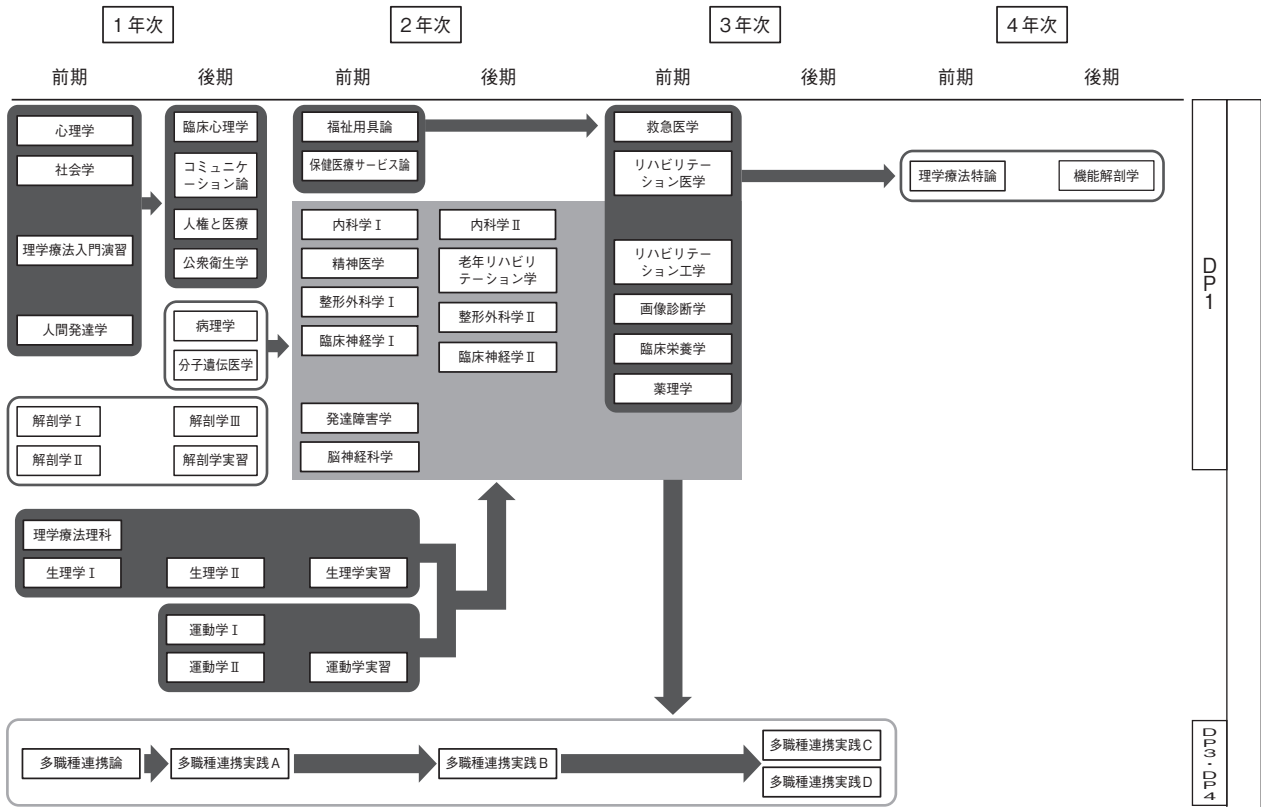 1年次
2年次
3年次
4年次
前期
後期
前期
後期
前期
後期
前期
後期
心理学
社会学
理学療法入門演習
人間発達学
臨床心理学
コミュニケ
ーション論
人権と医療
公衆衛生学
病理学
分子遺伝医学
解剖学Ⅰ
解剖学Ⅲ
解剖学Ⅱ
解剖学実習
福祉用具論
保健医療サービス論
内科学Ⅰ
精神医学
整形外科学Ⅰ
臨床神経学Ⅰ
発達障害学
脳神経科学
内科学Ⅱ
老年リハビリ
テーション学
整形外科学Ⅱ
臨床神経学Ⅱ
救急医学
リハビリテー
ション医学
リハビリテー
ション工学
画像診断学
臨床栄養学
薬理学
理学療法特論
機能解剖学
DP1
理学療法理科
生理学Ⅰ
生理学Ⅱ
生理学実習
運動学Ⅰ
運動学Ⅱ
運動学実習
多職種連携論
多職種連携実践A
多職種連携実践B
多職種連携実践C
多職種連携実践D
DP3・DP4